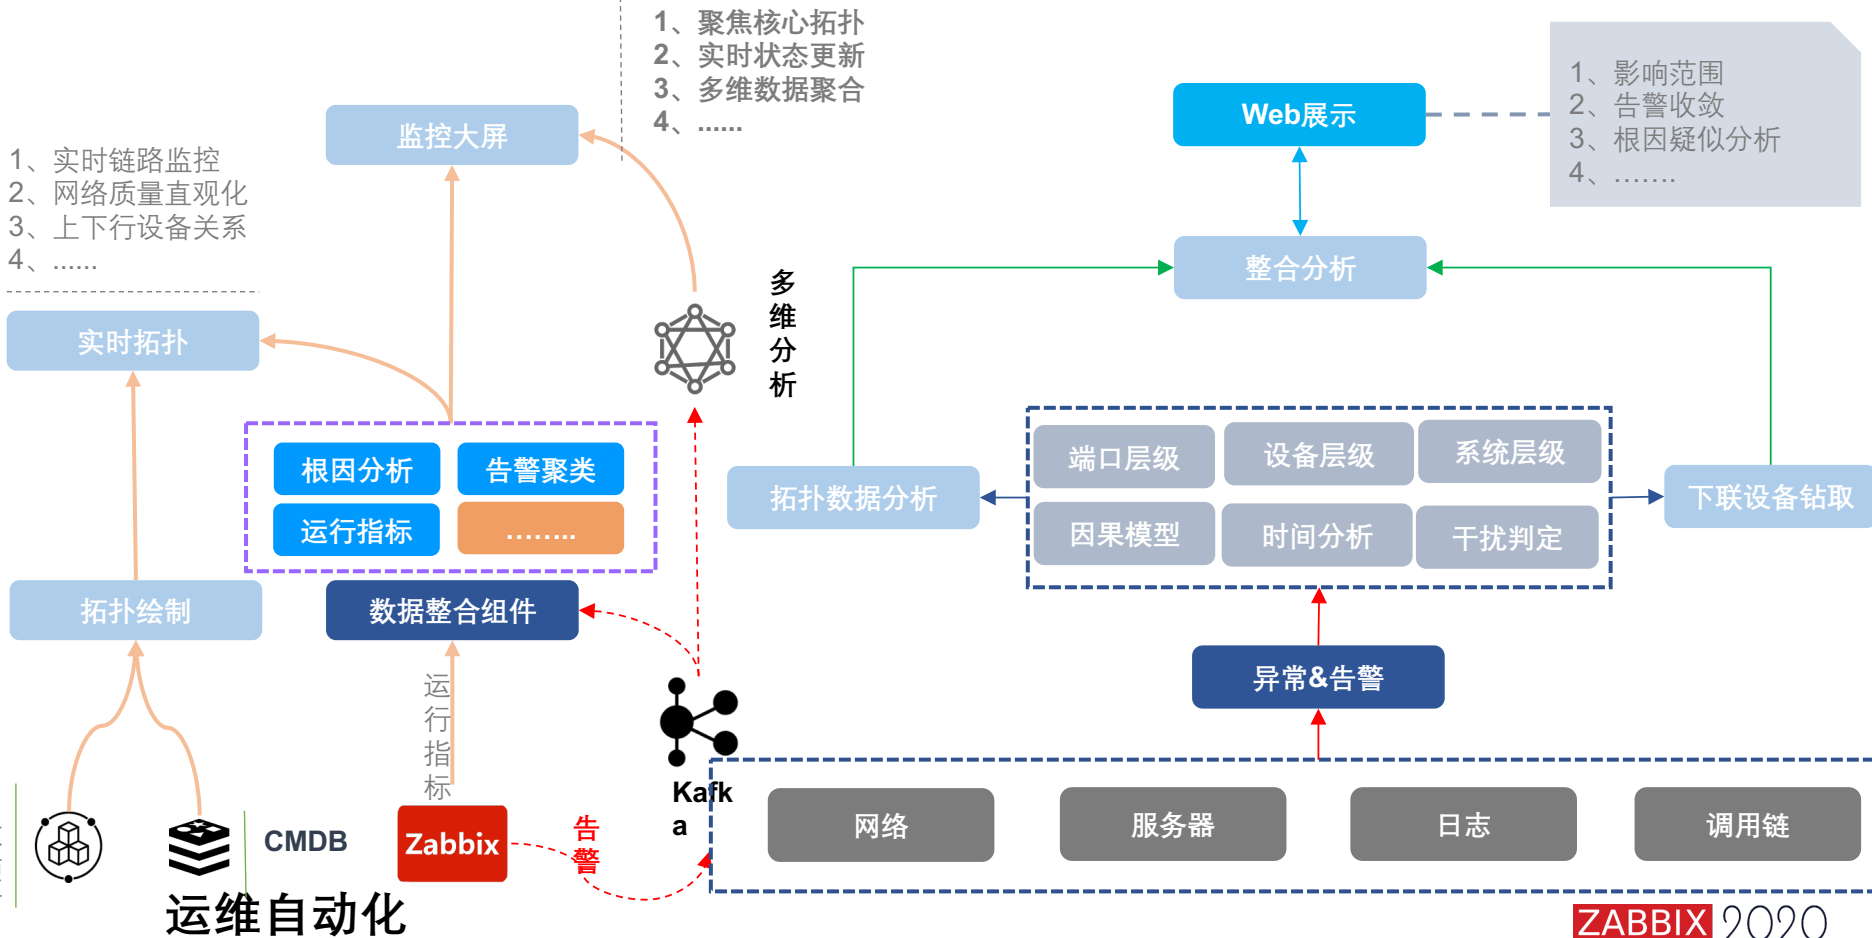 1、聚焦核心拓扑
2、实时状态更新
3、多维数据聚合
4、......
1、影响范围
2、告警收敛
3、根因疑似分析
4、…….
Web展示
监控大屏
1、实时链路监控
2、网络质量直观化
3、上下行设备关系
4、......
整合分析
多
维
分
析
实时拓扑
根因分析
告警聚类
运行指标
……..
端口层级
设备层级
系统层级
拓扑数据分析
下联设备钻取
因果模型
时间分析
干扰判定
拓扑绘制
数据整合组件
异常&告警
运
行
指
标
Kafk
a
网络
服务器
日志
调用链
CMDB
Zabbix
告
警
运维自动化
ZABBIX 2020